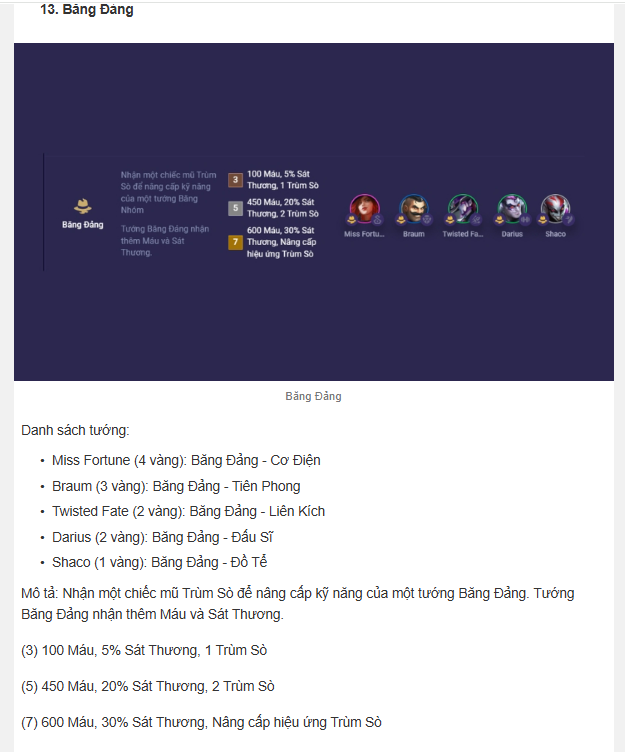 13. Băng Đảng
Nhận một chiếc mũ Trùm
Sò để nâng cấp kỹ năng
của một tướng Băng
Nhóm
Tướng Băng Đảng nhận
thêm Máu và Sát
Thương.
Băng Đảng
3
100 Máu, 5% Sát
Thương, 1 Trùm Sò
5
450 Máu, 20% Sát
Thương, 2 Trùm Sò
7
600 Máu, 30% Sát
Thương, Nâng cấp
hiệu ứng Trùm Sò
Miss Fortu...
Braum
Twisted Fa...
Darius
Shaco
Băng Đảng
Danh sách tướng:
• Miss Fortune (4 vàng): Băng Đảng - Cơ Điện
• Braum (3 vàng): Băng Đảng - Tiên Phong
• Twisted Fate (2 vàng): Băng Đảng - Liên Kích
• Darius (2 vàng): Băng Đảng - Đấu Sĩ
• Shaco (1 vàng): Băng Đảng - Đồ Tể
Mô tả: Nhận một chiếc mũ Trùm Sò để nâng cấp kỹ năng của một tướng Băng Đảng. Tướng
Băng Đảng nhận thêm Máu và Sát Thương.
(3) 100 Máu, 5% Sát Thương, 1 Trùm Sò
(5) 450 Máu, 20% Sát Thương, 2 Trùm Sò
(7) 600 Máu, 30% Sát Thương, Nâng cấp hiệu ứng Trùm Sò